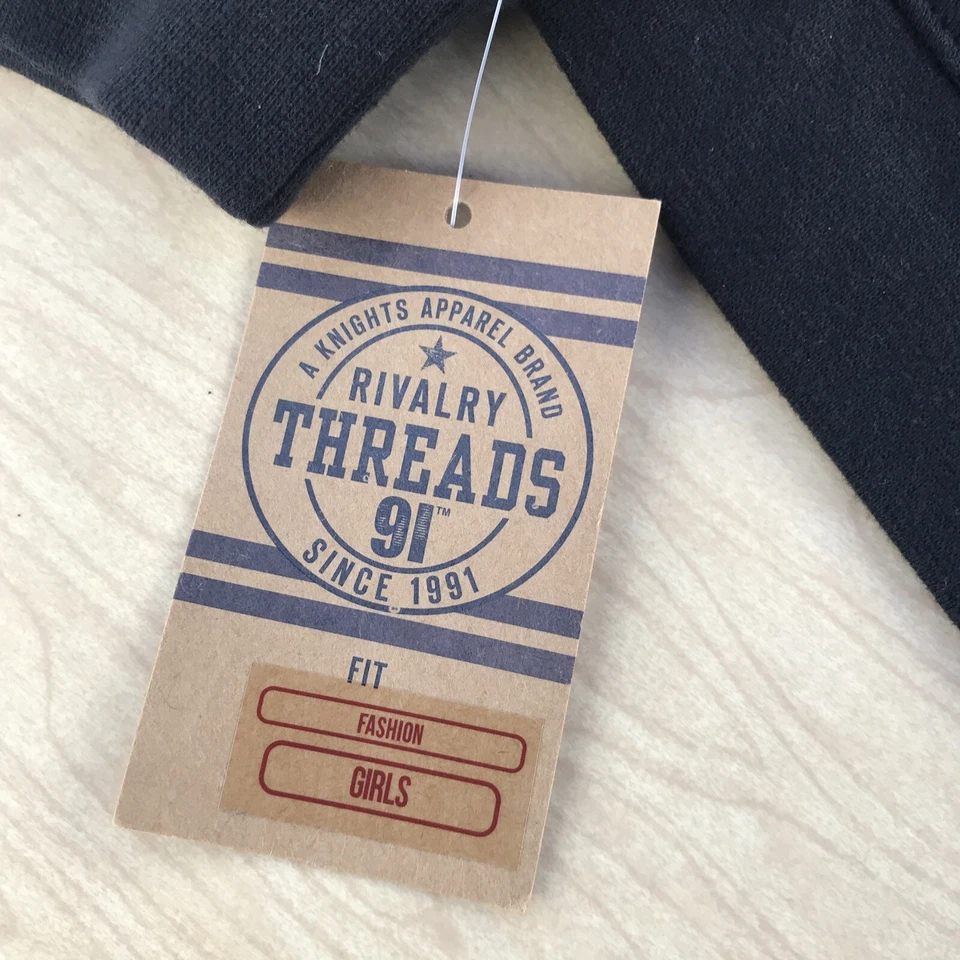 A KNIGHTS APPAREL BRAND
RIVALRY
THREADS
91™
SINCE 1991
FIT
FASHION
GIRLS